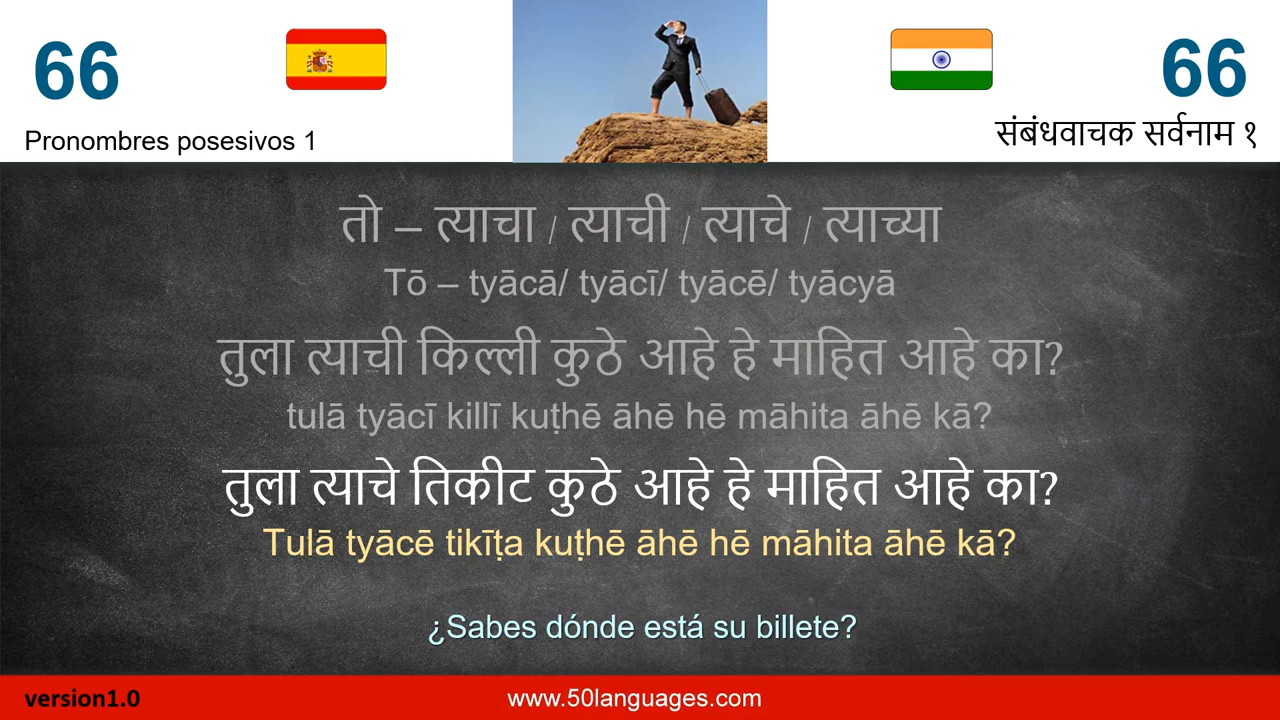 66
66
Pronombres posesivos 1
संबंधवाचक सर्वनाम १
तो – त्याचा / त्याची / त्याचे / त्याच्या
Tō – tyācā/ tyācī/ tyācē/ tyācyā
तुला त्याची किल्ली कुठे आहे हे माहित आहे का?
tulā tyācī killī kuṭhē āhē hē māhita āhē kā?
तुला त्याचे तिकीट कुठे आहे हे माहित आहे का?
Tulā tyācē tikīṭa kuṭhē āhē hē māhita āhē kā?
¿Sabes dónde está su billete?
version1.0
www.50languages.com